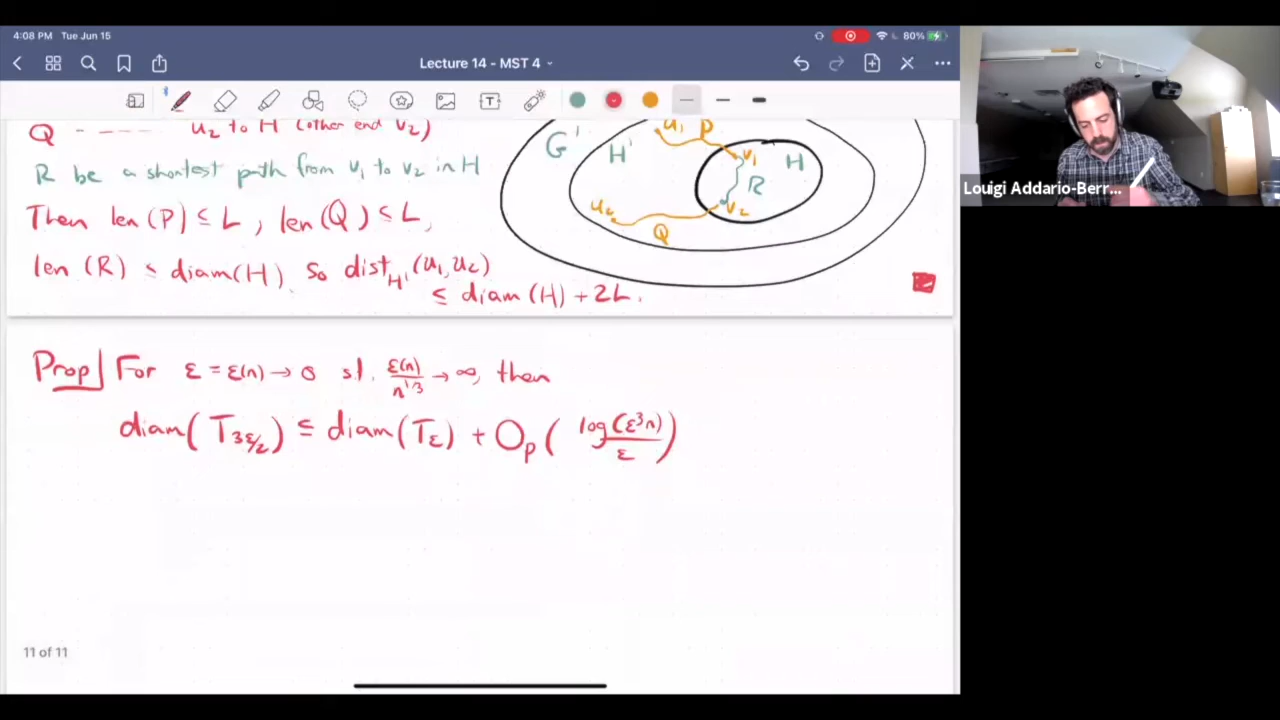 4:08 PM Tue Jun 15
80%
Lecture 14 - MST 4
Q - ---- u₂ to H (other end v₂)
R be a shortest path from v₁ to v₂ in H
Then len(P) ≤ L, len(Q) ≤ L,
len(R) ≤ diam(H). So dist_H'(u₁,u₂)
≤ diam(H) + 2L.
G' H' u₁ P v₁ H
R
u₂ v₂
Q
Prop| For ε = ε(n) → 0 s.t. ε(n)/n^{1/3} → ∞, then
diam(T_{3ε/2}) ≤ diam(T_ε) + O_p( log(ε³n)/ε )
11 of 11
Louigi Addario-Berr...